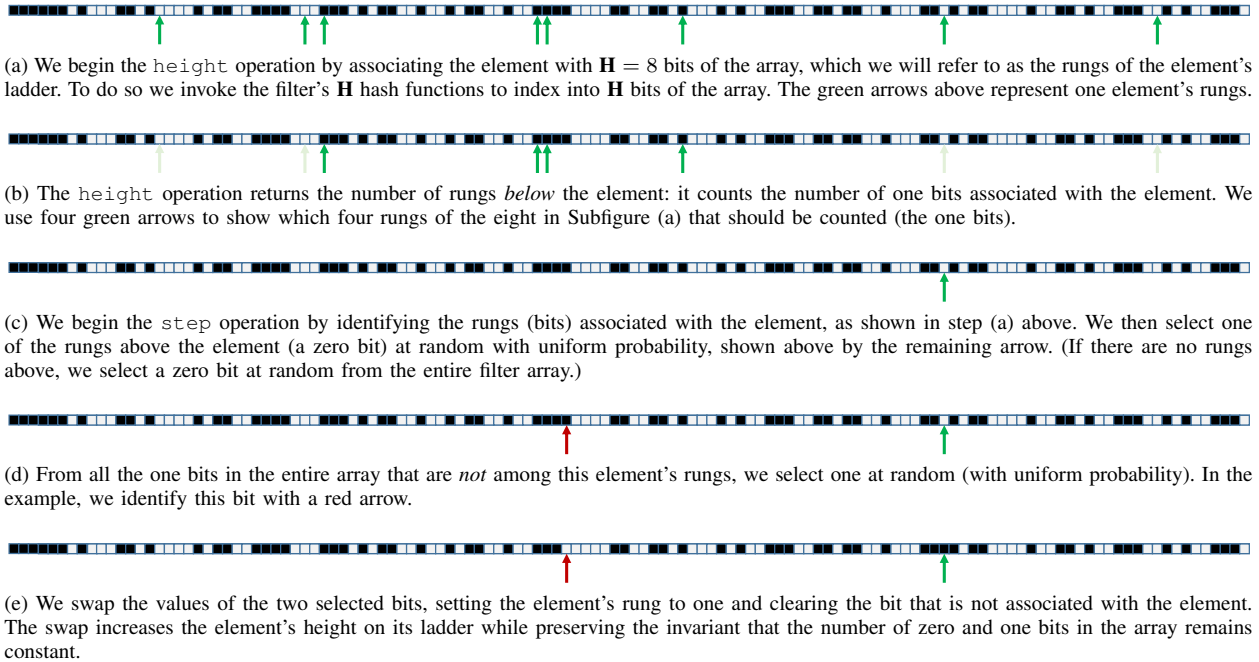 (a) We begin the height operation by associating the element with H = 8 bits of the array, which we will refer to as the rungs of the element's
ladder. To do so we invoke the filter's H hash functions to index into H bits of the array. The green arrows above represent one element's rungs.
(b) The height operation returns the number of rungs below the element: it counts the number of one bits associated with the element. We
use four green arrows to show which four rungs of the eight in Subfigure (a) that should be counted (the one bits).
(c) We begin the step operation by identifying the rungs (bits) associated with the element, as shown in step (a) above. We then select one
of the rungs above the element (a zero bit) at random with uniform probability, shown above by the remaining arrow. (If there are no rungs
above, we select a zero bit at random from the entire filter array.)
(d) From all the one bits in the entire array that are not among this element's rungs, we select one at random (with uniform probability). In the
example, we identify this bit with a red arrow.
(e) We swap the values of the two selected bits, setting the element's rung to one and clearing the bit that is not associated with the element.
The swap increases the element's height on its ladder while preserving the invariant that the number of zero and one bits in the array remains
constant.